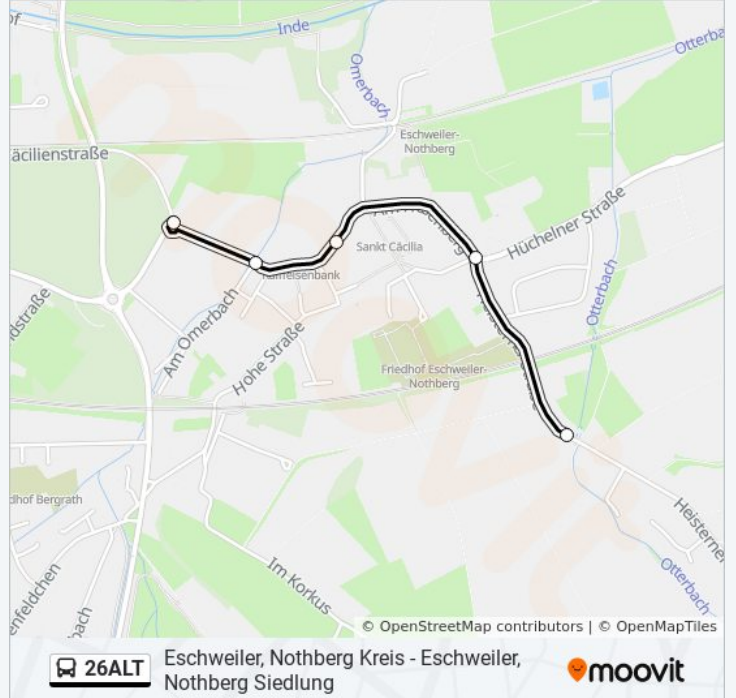 of
Inde
Otterba
Omerbach
Eschweiler-
Nothberg
äcilienstraße
Hüchelner Straße
Sankt Cäcilia
Raiffeisenbank
Otterbach
ndstraße
Am Omerbach
Hohe Straße
Friedhof Eschweiler-
Nothberg
dhof Bergrath
Heisterner
Im Korkus
Otterbach
enfeldchen
bach
© OpenStreetMap contributors | © OpenMapTiles
26ALT
Eschweiler, Nothberg Kreis - Eschweiler,
Nothberg Siedlung
moovit